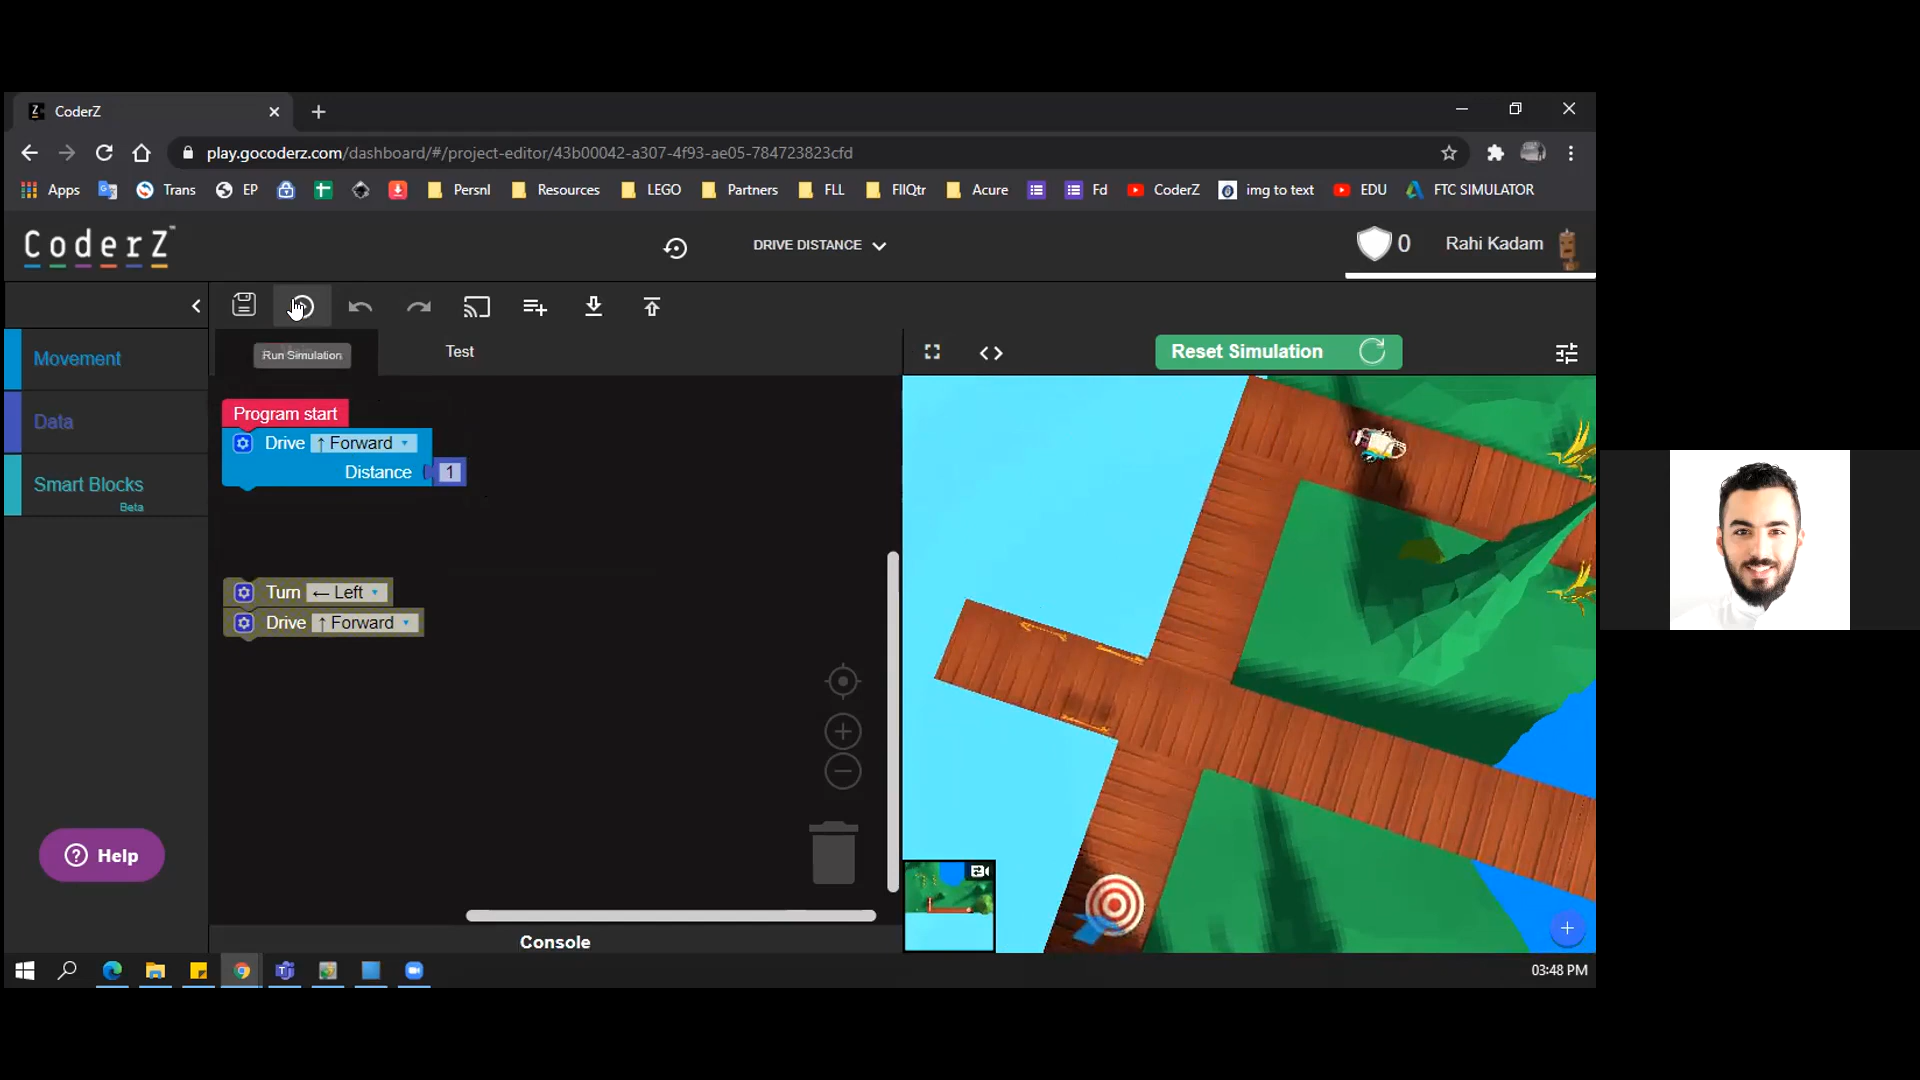 CoderZ
play.gocoderz.com/dashboard/#/project-editor/43b00042-a307-4f93-ae05-784723823cfd
Apps Trans EP Persnl Resources LEGO Partners FLL FIlQtr Acure Fd CoderZ img to text EDU FTC SIMULATOR
CoderZ™
DRIVE DISTANCE
0 Rahi Kadam
Run Simulation
Test
Reset Simulation
Movement
Data
Smart Blocks
Beta
Program start
Drive ↑ Forward
Distance 1
Turn ← Left
Drive ↑ Forward
Help
Console
03:48 PM